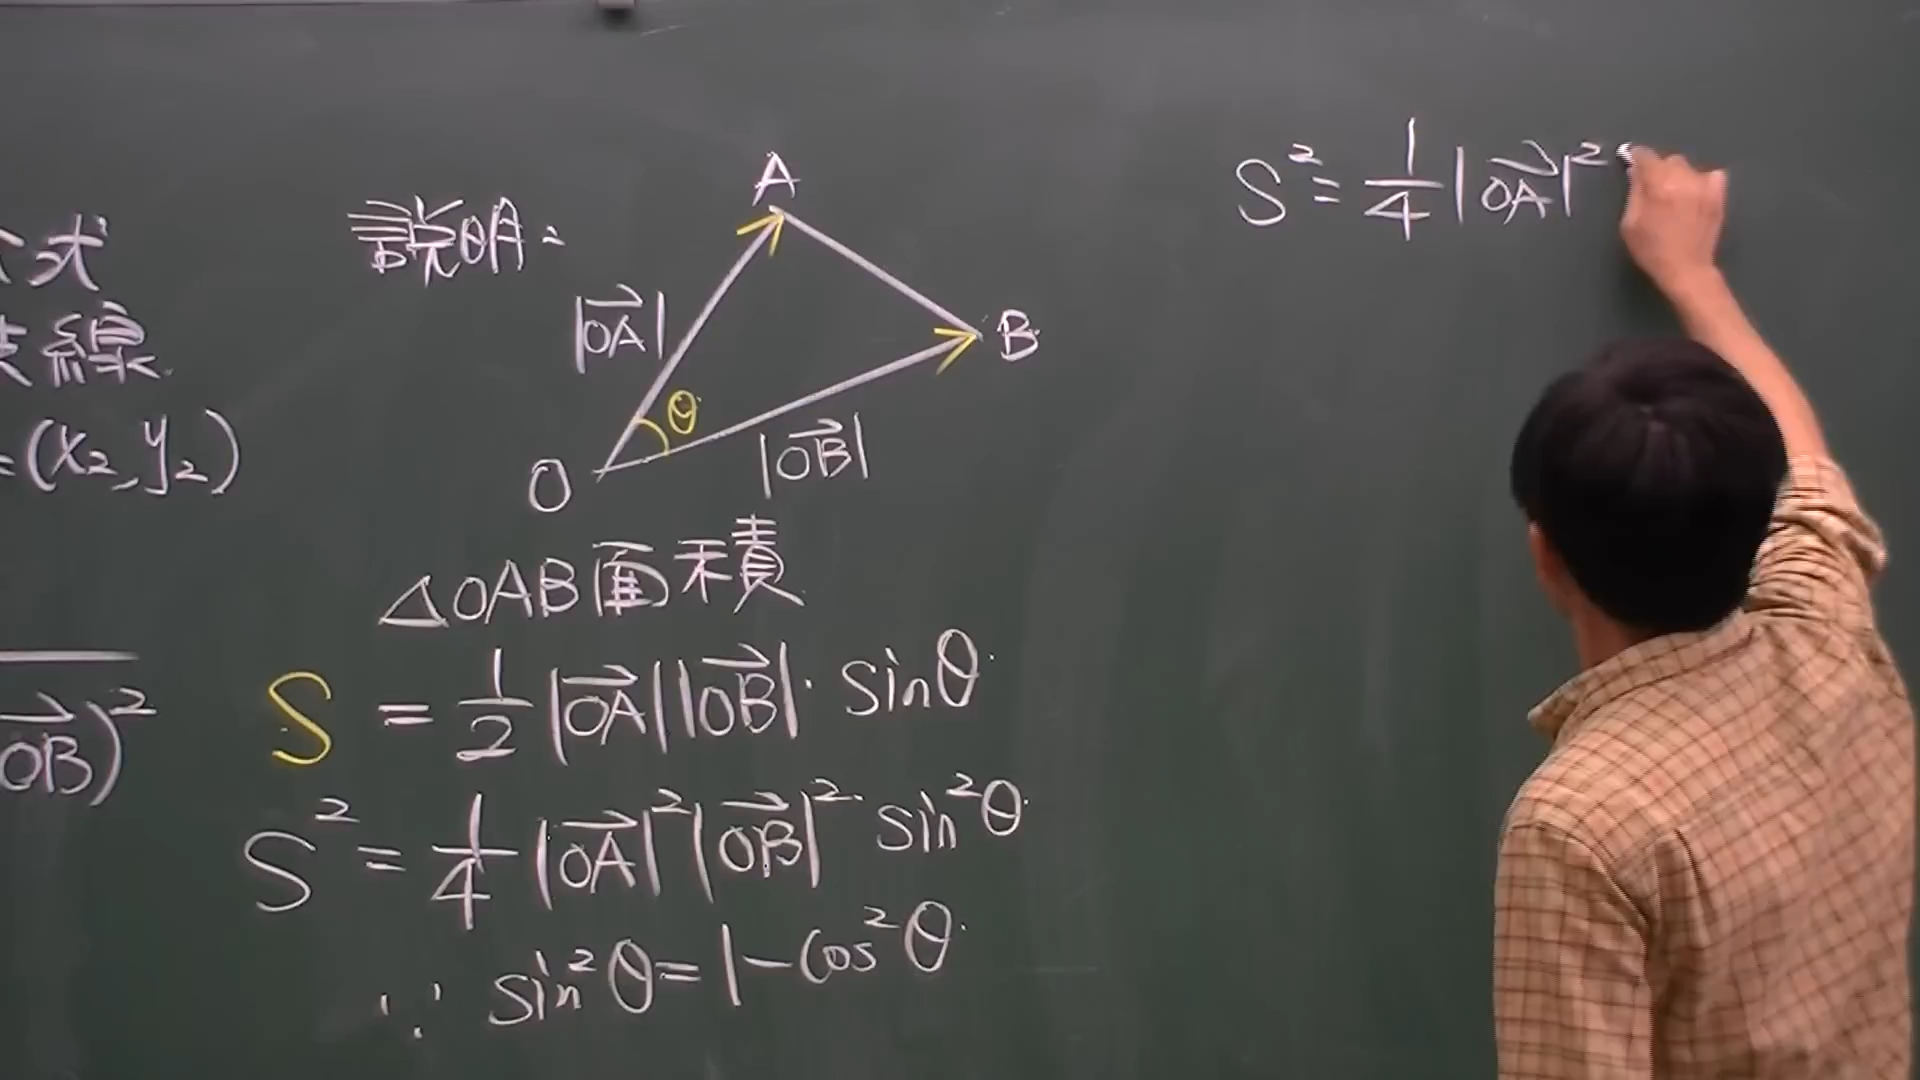 公式
線
=(x₂,y₂)
OB⃗)²
說明:
A
|OA⃗|
θ
B
|OB⃗|
O
△OAB面積
S = 1/2 |OA⃗||OB⃗|·sinθ
S² = 1/4 |OA⃗|²|OB⃗|² sin²θ
∵ sin²θ=1-cos²θ
S² = 1/4 |OA⃗|²